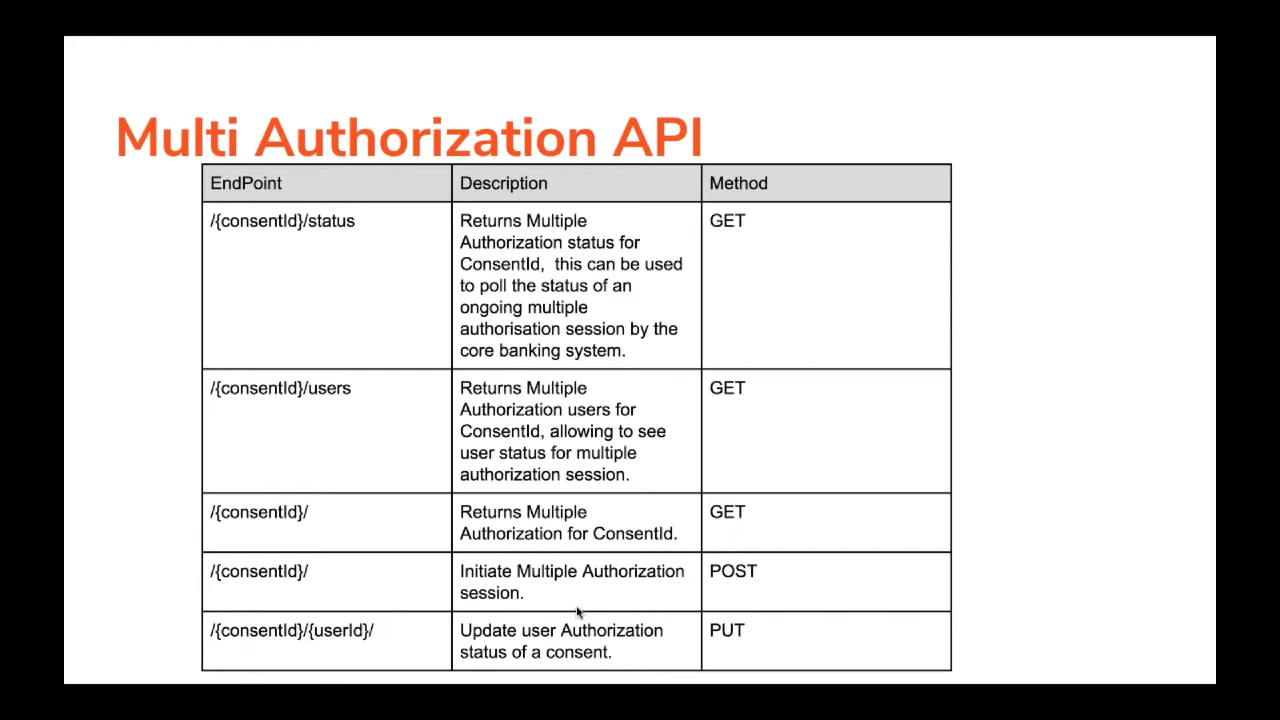 Multi Authorization API
EndPoint
Description
Method
/{consentId}/status
Returns Multiple
Authorization status for
ConsentId, this can be used
to poll the status of an
ongoing multiple
authorisation session by the
core banking system.
GET
/{consentId}/users
Returns Multiple
Authorization users for
ConsentId, allowing to see
user status for multiple
authorization session.
GET
/{consentId}/
Returns Multiple
Authorization for ConsentId.
GET
/{consentId}/
Initiate Multiple Authorization
session.
POST
/{consentId}/{userId}/
Update user Authorization
status of a consent.
PUT